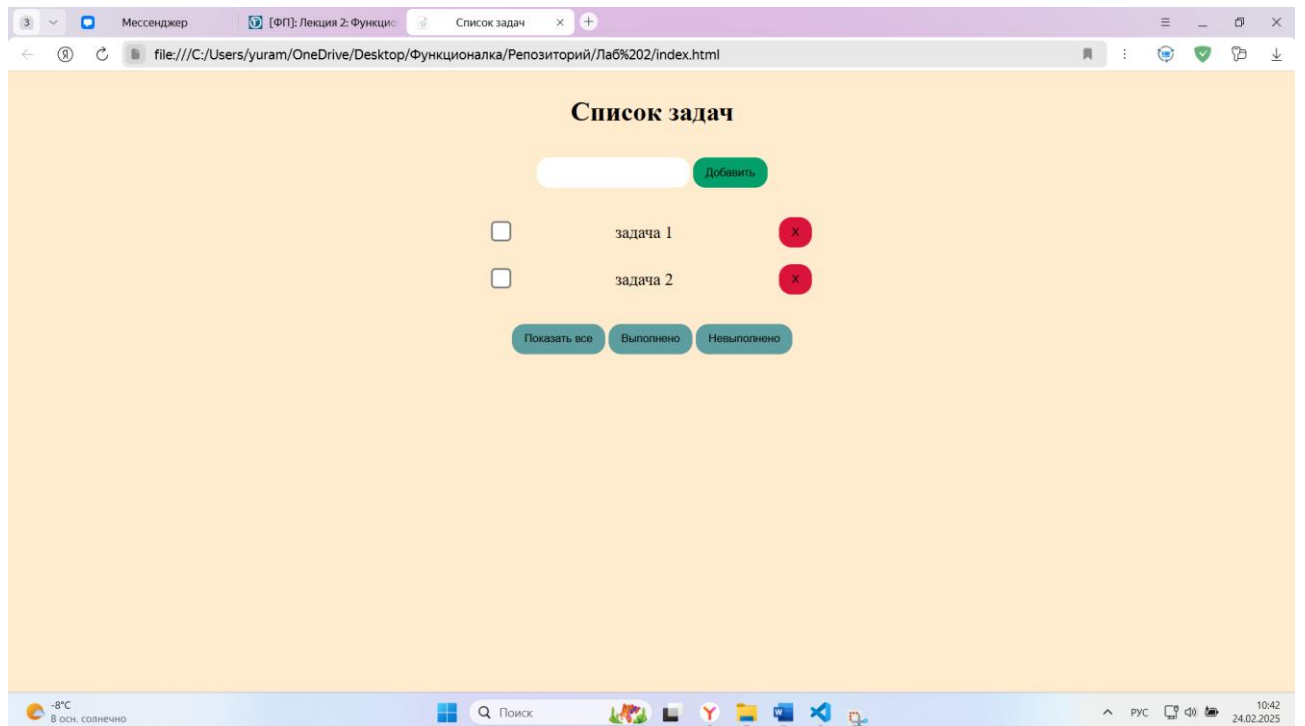 3
Мессенджер
[ФП]: Лекция 2: Функцио
Список задач
file:///C:/Users/yuram/OneDrive/Desktop/Функционалка/Репозиторий/Лаб%202/index.html
Список задач
Добавить
задача 1 X
задача 2 X
Показать все Выполнено Невыполнено
-8°C
В осн. солнечно
Поиск
РУС
10:42
24.02.2025